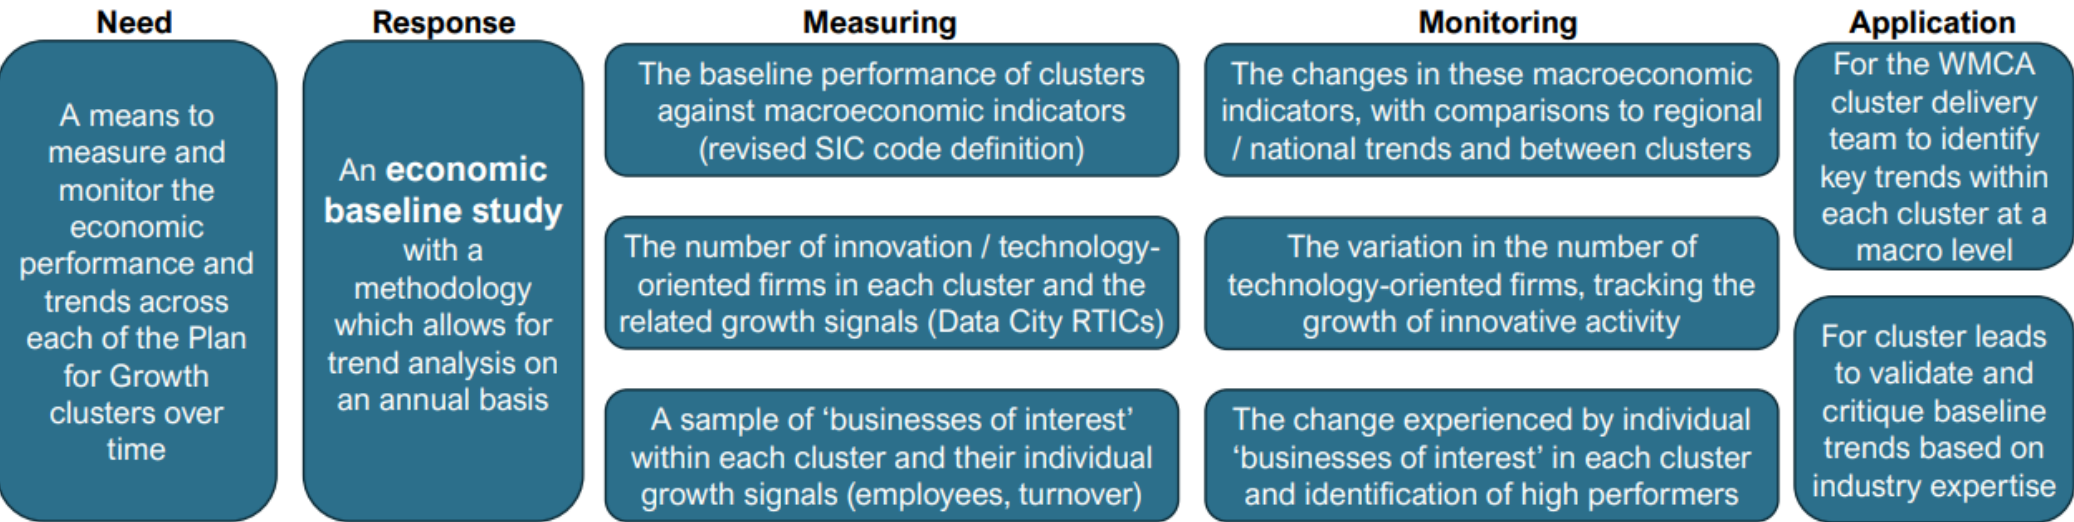 Need
A means to
measure and
monitor the
economic
performance and
trends across
each of the Plan
for Growth
clusters over
time
Response
An economic
baseline study
with a
methodology
which allows for
trend analysis on
an annual basis
Measuring
The baseline performance of clusters
against macroeconomic indicators
(revised SIC code definition)
The number of innovation / technology-
oriented firms in each cluster and the
related growth signals (Data City RTICs)
A sample of ‘businesses of interest’
within each cluster and their individual
growth signals (employees, turnover)
Monitoring
The changes in these macroeconomic
indicators, with comparisons to regional
/ national trends and between clusters
The variation in the number of
technology-oriented firms, tracking the
growth of innovative activity
The change experienced by individual
‘businesses of interest’ in each cluster
and identification of high performers
Application
For the WMCA
cluster delivery
team to identify
key trends within
each cluster at a
macro level
For cluster leads
to validate and
critique baseline
trends based on
industry expertise